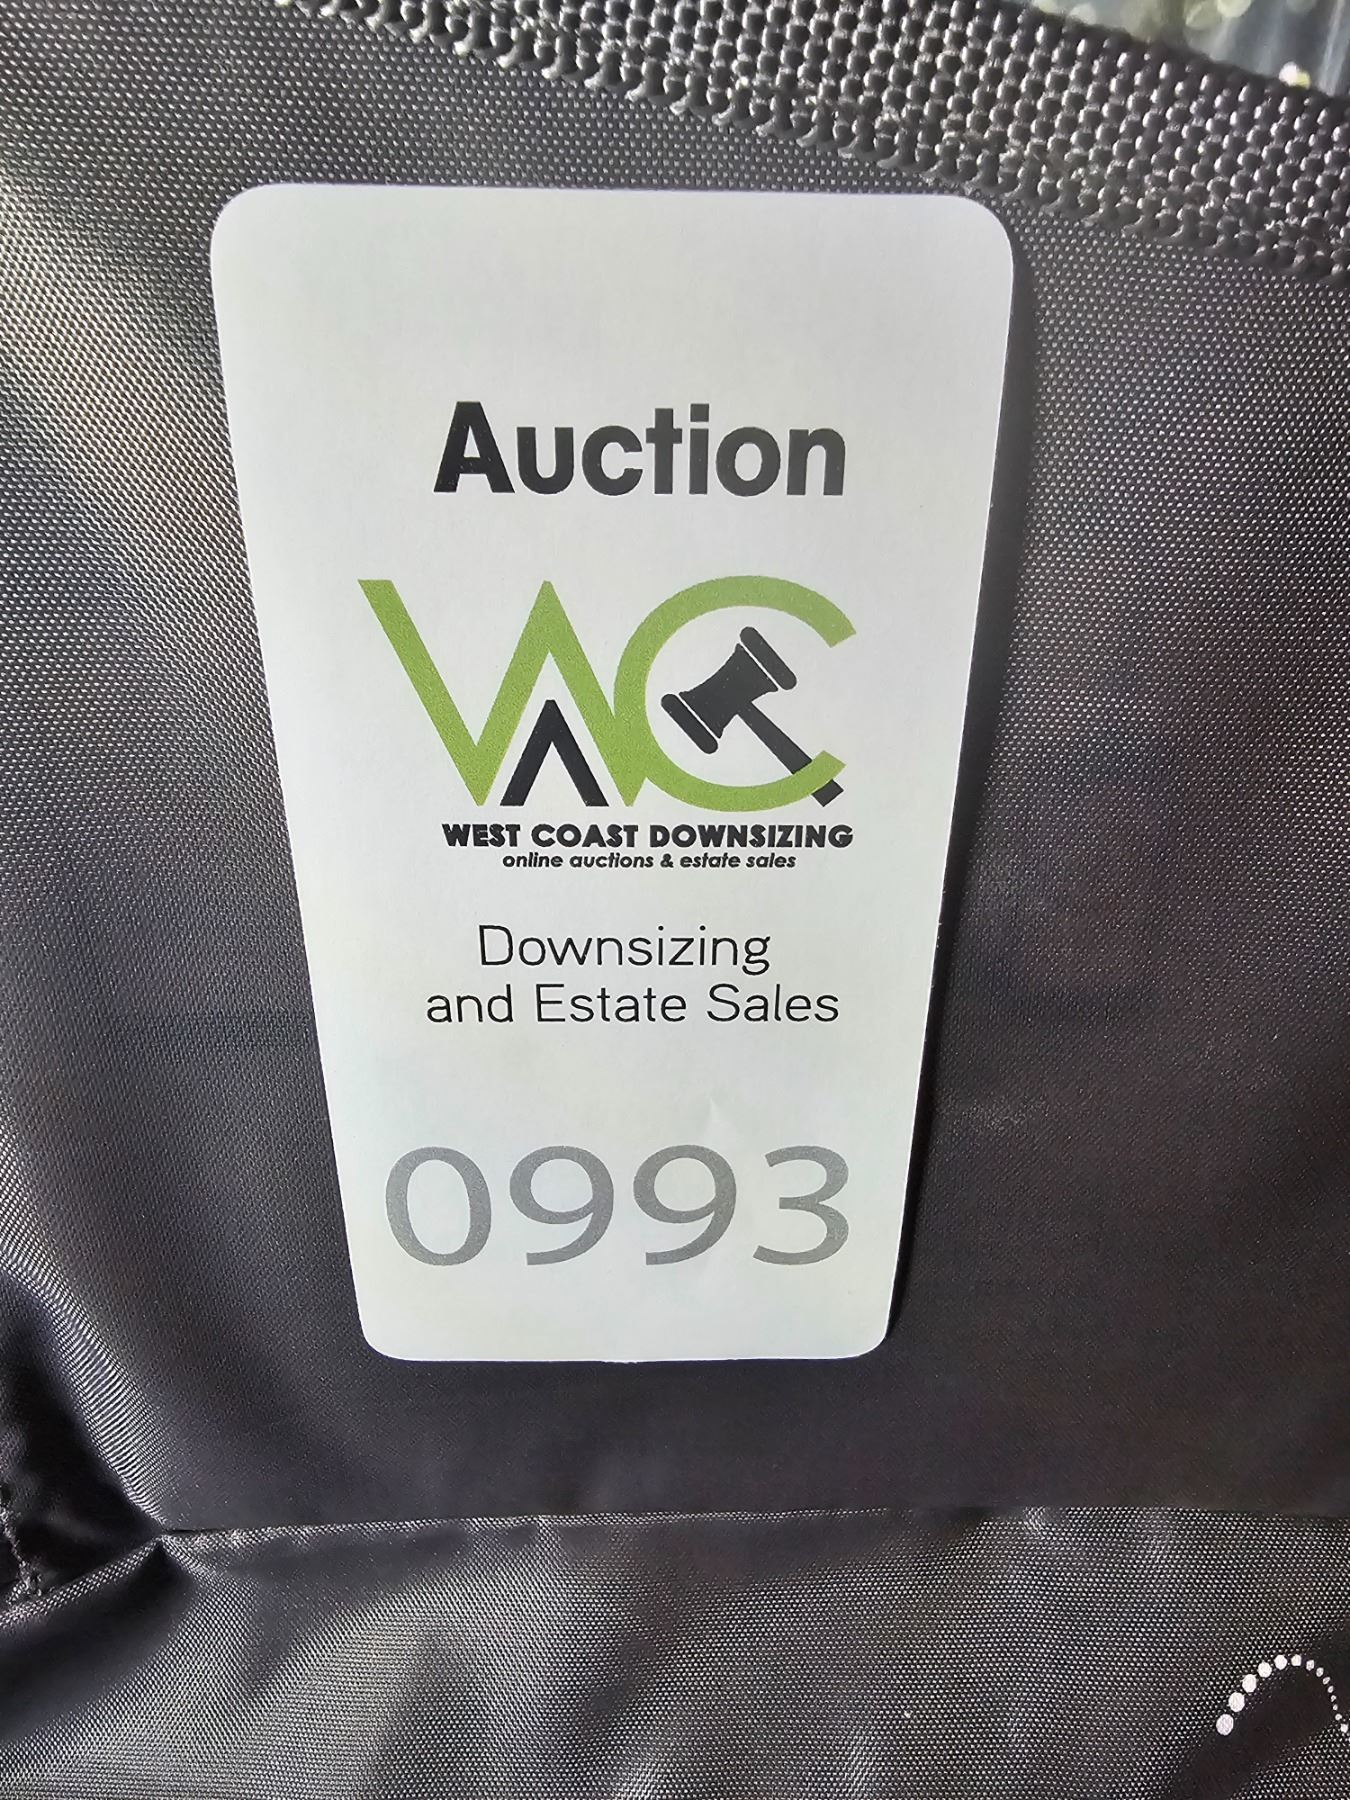 Auction
WC
WEST COAST DOWNSIZING
online auctions & estate sales
Downsizing
and Estate Sales
0993